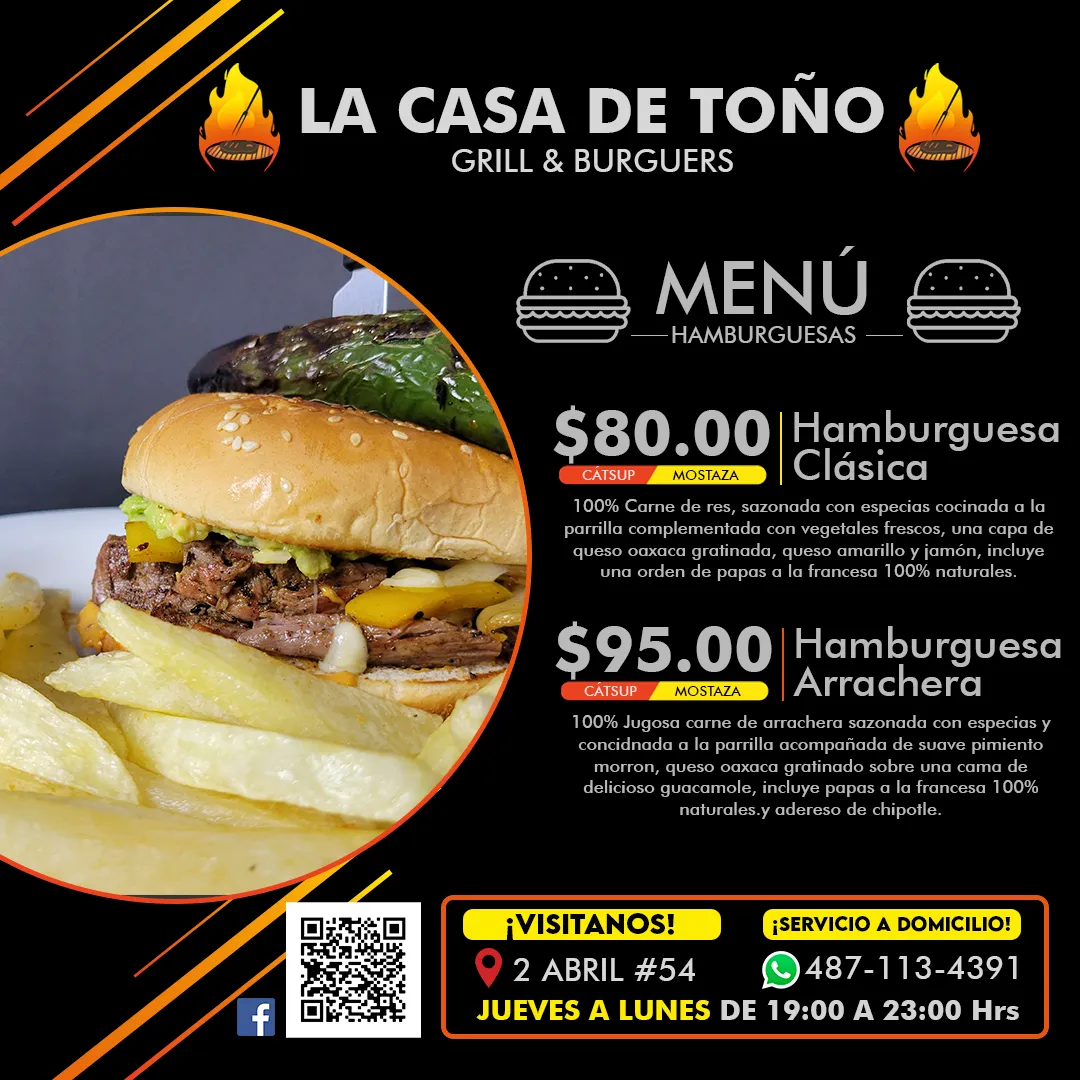 LA CASA DE TOÑO
GRILL & BURGUERS
MENÚ
HAMBURGUESAS
$80.00
CÁTSUP MOSTAZA
Hamburguesa
Clásica
100% Carne de res, sazonada con especias cocinada a la
parrilla complementada con vegetales frescos, una capa de
queso oaxaca gratinada, queso amarillo y jamón, incluye
una orden de papas a la francesa 100% naturales.
$95.00
CÁTSUP MOSTAZA
Hamburguesa
Arrachera
100% Jugosa carne de arrachera sazonada con especias y
concidnada a la parrilla acompañada de suave pimiento
morron, queso oaxaca gratinado sobre una cama de
delicioso guacamole, incluye papas a la francesa 100%
naturales.y adereso de chipotle.
¡VISITANOS!
2 ABRIL #54
¡SERVICIO A DOMICILIO!
487-113-4391
JUEVES A LUNES DE 19:00 A 23:00 Hrs
f